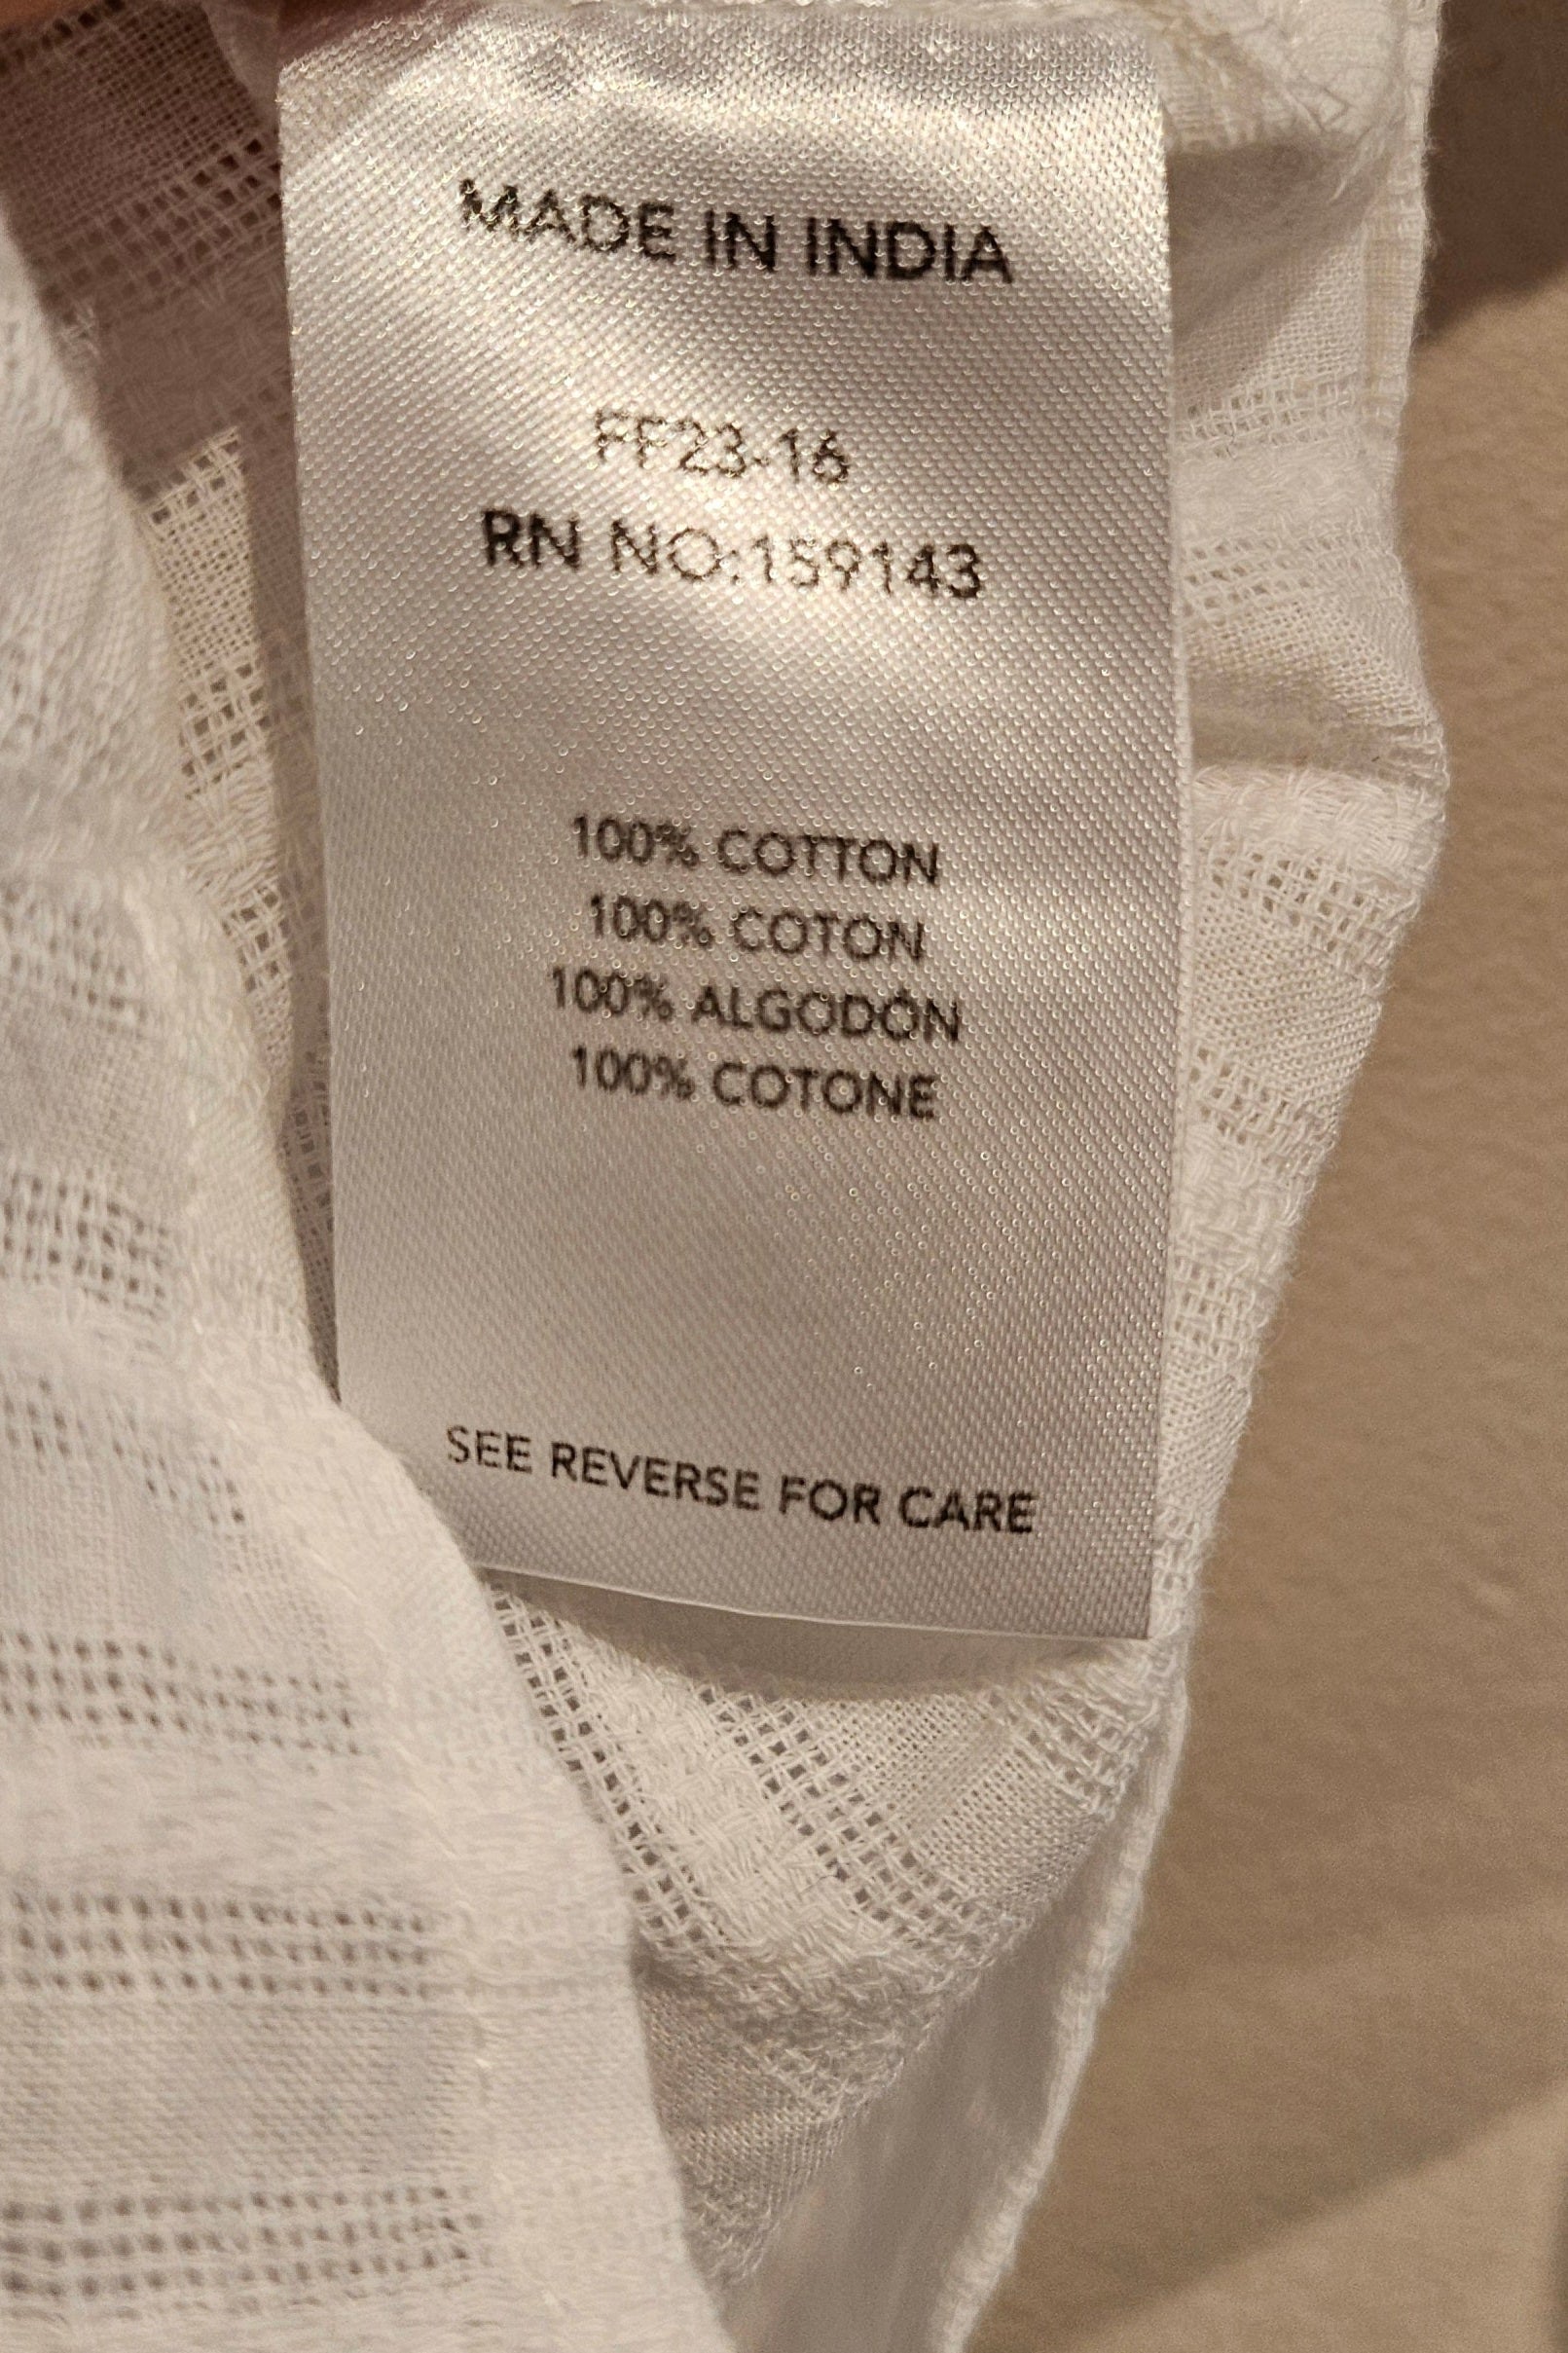 MADE IN INDIA
FF23-16
RN NO:159143
100% COTTON
100% COTON
100% ALGODÓN
100% COTONE
SEE REVERSE FOR CARE